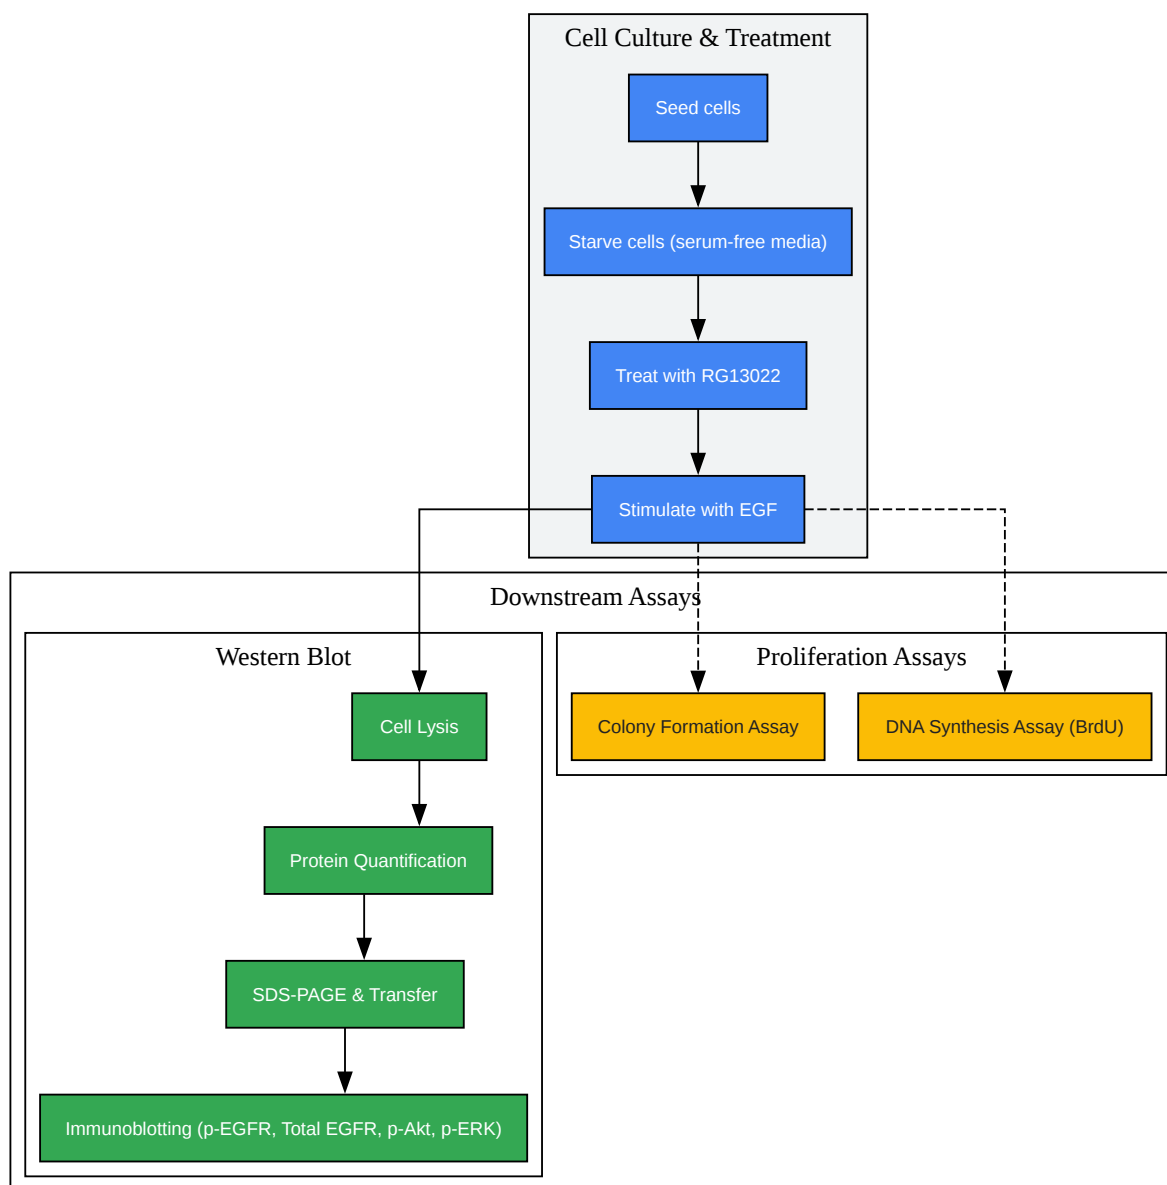 Cell Culture & Treatment
Seed cells
Starve cells (serum-free media)
Treat with RG13022
Stimulate with EGF
Downstream Assays
Western Blot
Cell Lysis
Protein Quantification
SDS-PAGE & Transfer
Immunoblotting (p-EGFR, Total EGFR, p-Akt, p-ERK)
Proliferation Assays
Colony Formation Assay
DNA Synthesis Assay (BrdU)